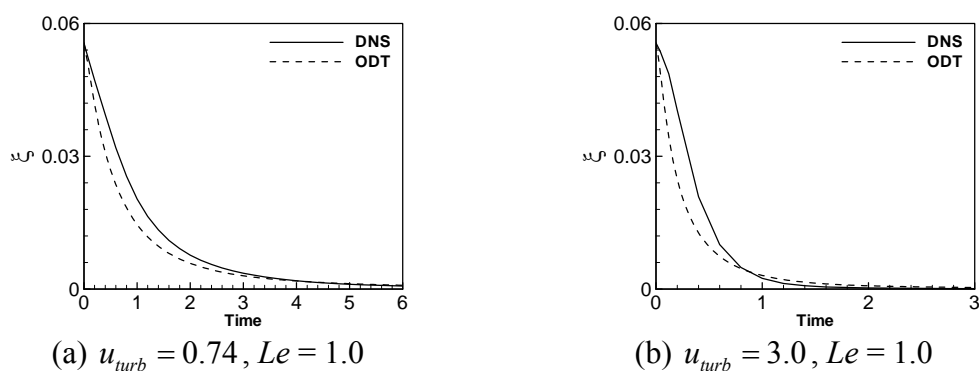 0.06
DNS
ODT
ξ
0.03
0
0 1 2 3 4 5 6
Time
(a) u_turb = 0.74, Le = 1.0
0.06
DNS
ODT
ξ
0.03
0
0 1 2 3
Time
(b) u_turb = 3.0, Le = 1.0